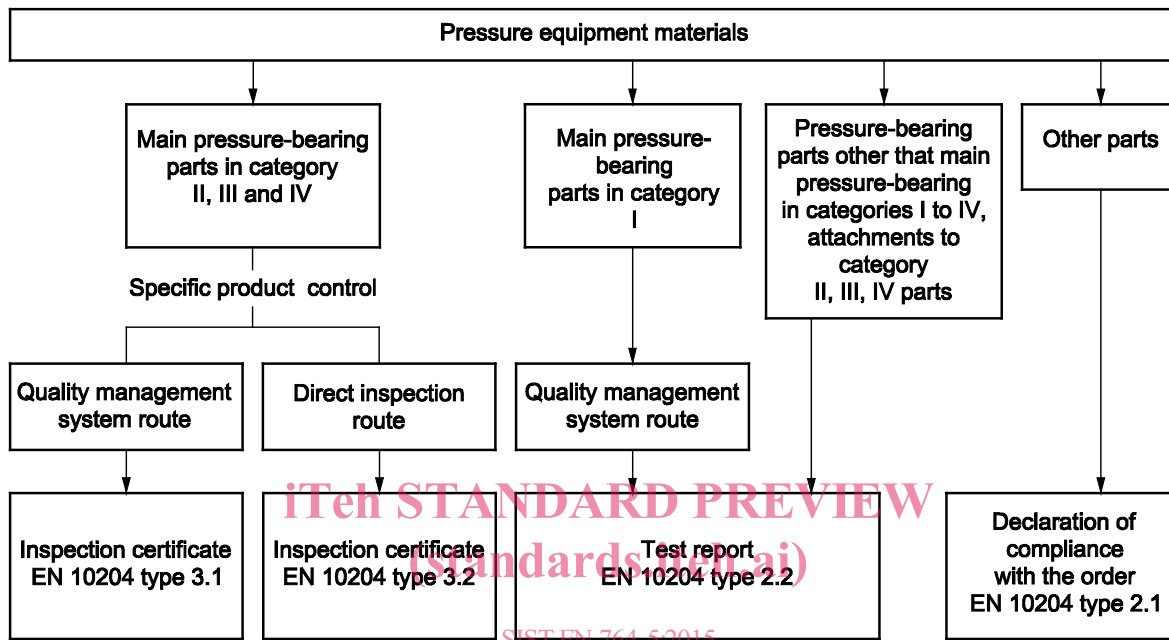 Pressure equipment materials
Main pressure-bearing
parts in category
II, III and IV
Main pressure-
bearing
parts in category
I
Pressure-bearing
parts other that main
pressure-bearing
in categories I to IV,
attachments to
category
II, III, IV parts
Other parts
Specific product control
Quality management
system route
Direct inspection
route
Quality management
system route
iTeh STANDARD PREVIEW
(standards.iteh.ai)
Inspection certificate
EN 10204 type 3.1
Inspection certificate
EN 10204 type 3.2
Test report
EN 10204 type 2.2
Declaration of
compliance
with the order
EN 10204 type 2.1
SIST EN 764-5:2015